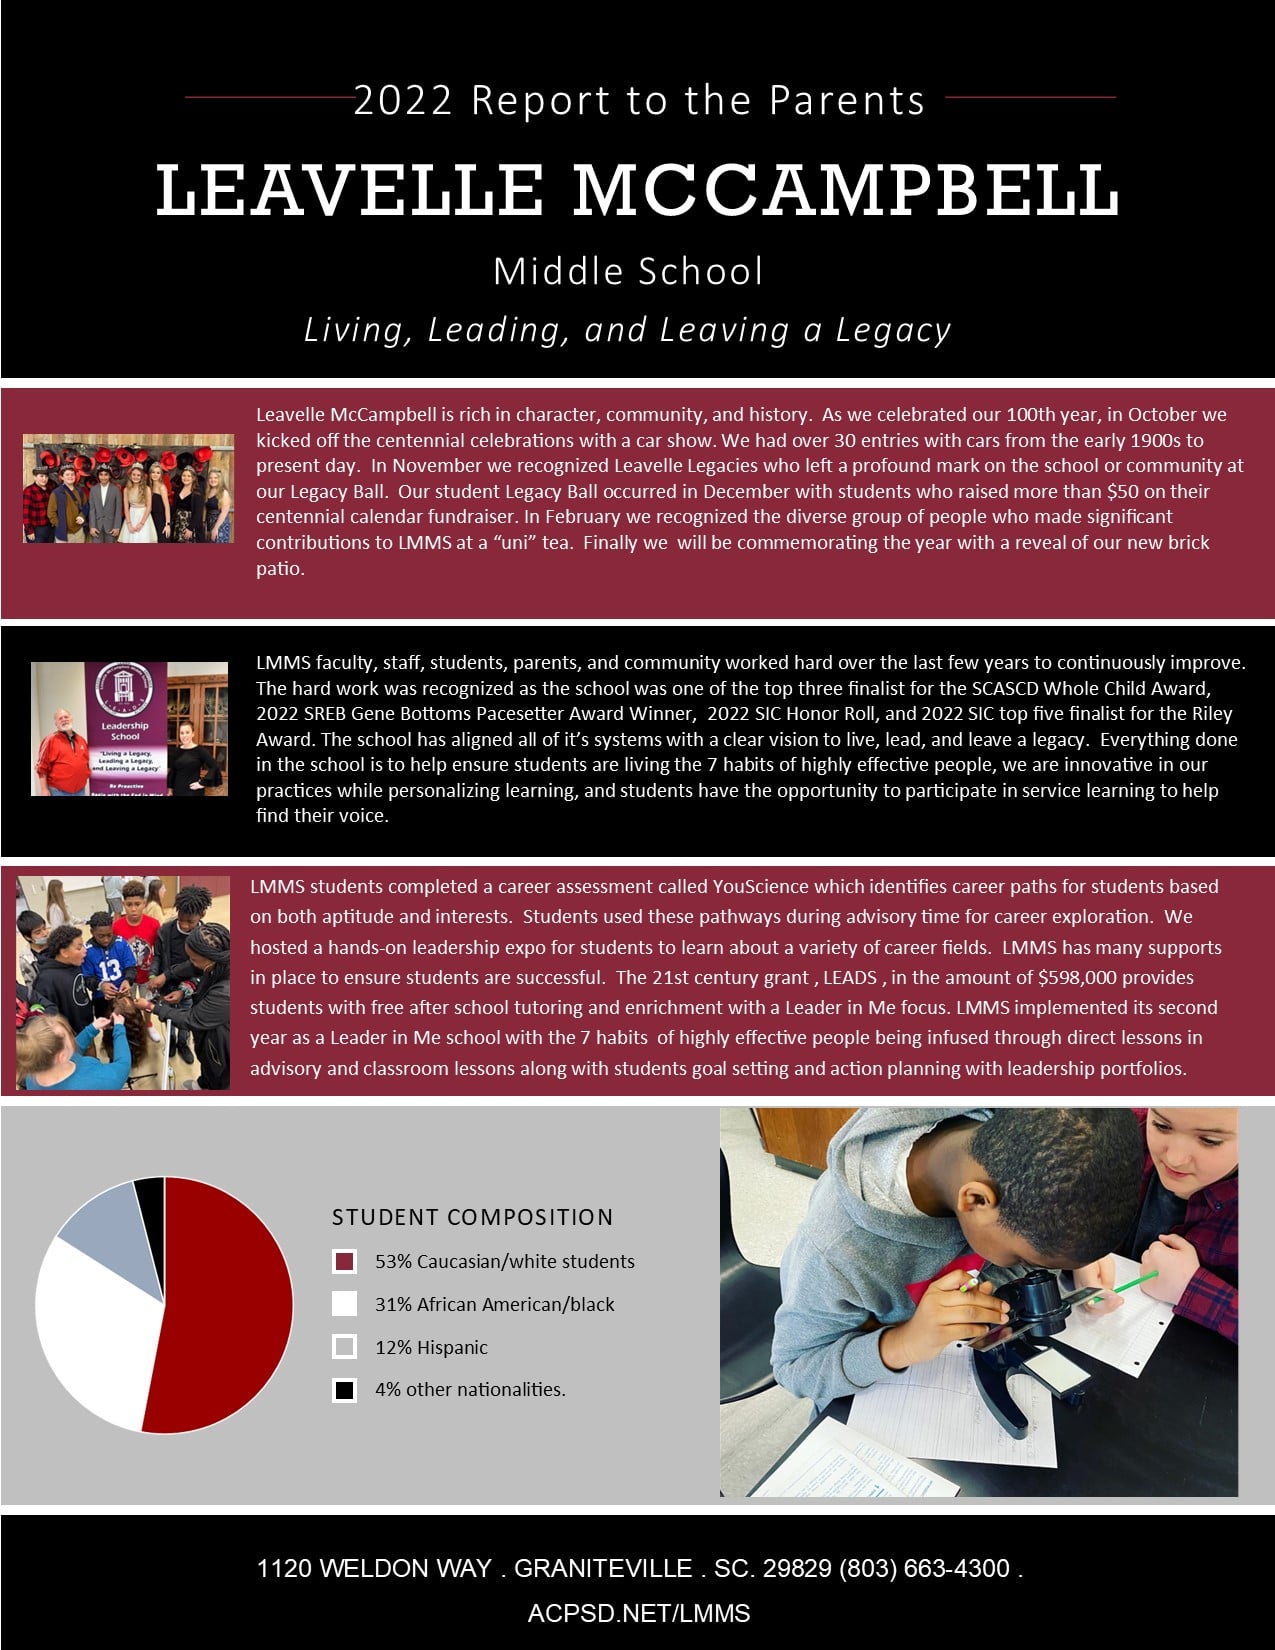 2022 Report to the Parents
LEAVELLE MCCAMPBELL
Middle School
Living, Leading, and Leaving a Legacy
Leavelle McCampbell is rich in character, community, and history.  As we celebrated our 100th year, in October we
kicked off the centennial celebrations with a car show. We had over 30 entries with cars from the early 1900s to
present day.  In November we recognized Leavelle Legacies who left a profound mark on the school or community at
our Legacy Ball.  Our student Legacy Ball occurred in December with students who raised more than $50 on their
centennial calendar fundraiser. In February we recognized the diverse group of people who made significant
contributions to LMMS at a “uni” tea.  Finally we  will be commemorating the year with a reveal of our new brick
patio.
Leadership
School
"Living a Legacy,
Leading a Legacy,
and Leaving a Legacy"
Be Proactive
Begin with the End in Mind
LMMS faculty, staff, students, parents, and community worked hard over the last few years to continuously improve.
The hard work was recognized as the school was one of the top three finalist for the SCASCD Whole Child Award,
2022 SREB Gene Bottoms Pacesetter Award Winner,  2022 SIC Honor Roll, and 2022 SIC top five finalist for the Riley
Award. The school has aligned all of it’s systems with a clear vision to live, lead, and leave a legacy.  Everything done
in the school is to help ensure students are living the 7 habits of highly effective people, we are innovative in our
practices while personalizing learning, and students have the opportunity to participate in service learning to help
find their voice.
13
LMMS students completed a career assessment called YouScience which identifies career paths for students based
on both aptitude and interests.  Students used these pathways during advisory time for career exploration.  We
hosted a hands-on leadership expo for students to learn about a variety of career fields.  LMMS has many supports
in place to ensure students are successful.  The 21st century grant , LEADS , in the amount of $598,000 provides
students with free after school tutoring and enrichment with a Leader in Me focus. LMMS implemented its second
year as a Leader in Me school with the 7 habits  of highly effective people being infused through direct lessons in
advisory and classroom lessons along with students goal setting and action planning with leadership portfolios.
STUDENT COMPOSITION
53% Caucasian/white students
31% African American/black
12% Hispanic
4% other nationalities.
1120 WELDON WAY . GRANITEVILLE . SC. 29829 (803) 663-4300 .
ACPSD.NET/LMMS